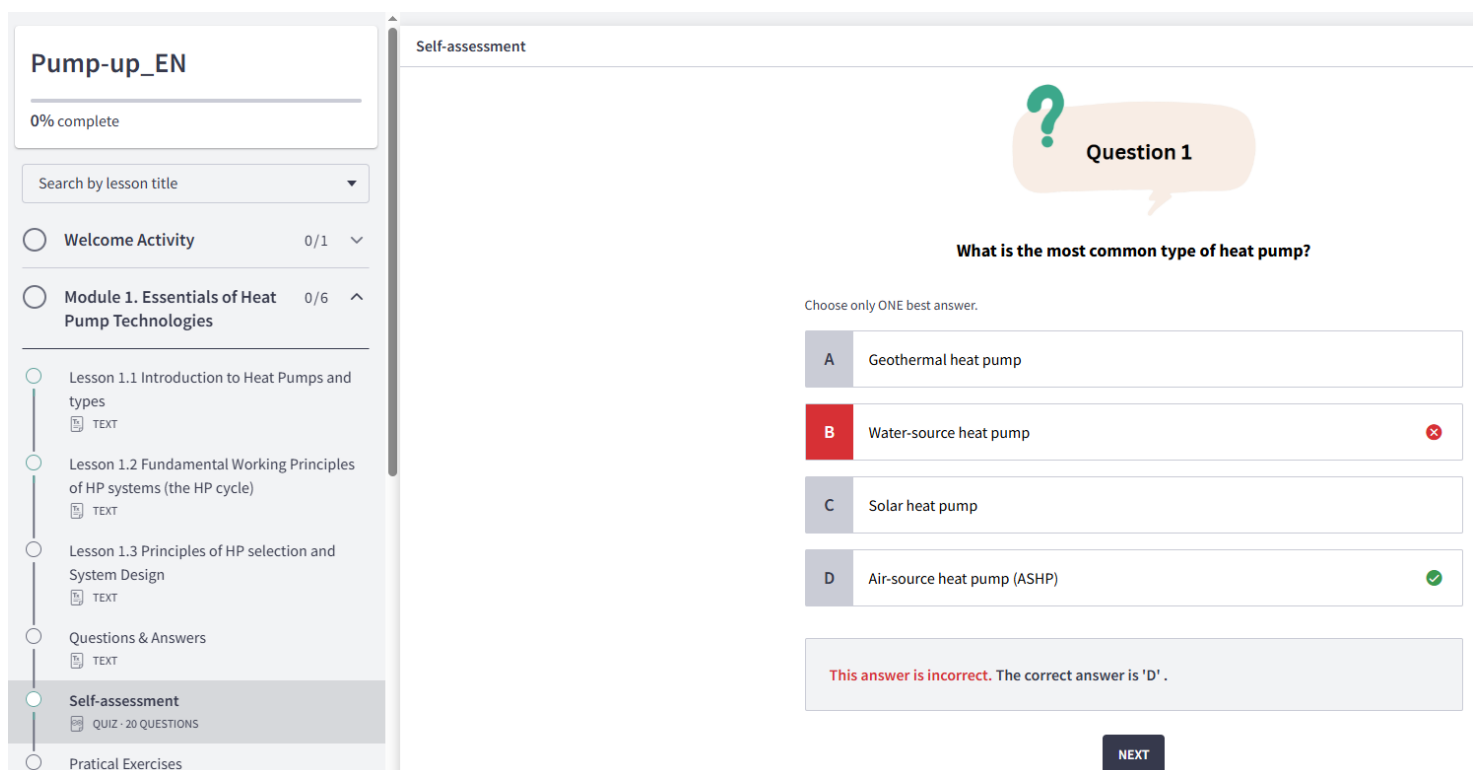 Pump-up_EN
0% complete
Search by lesson title
Welcome Activity 0/1
Module 1. Essentials of Heat 0/6
Pump Technologies
Lesson 1.1 Introduction to Heat Pumps and
types
TEXT
Lesson 1.2 Fundamental Working Principles
of HP systems (the HP cycle)
TEXT
Lesson 1.3 Principles of HP selection and
System Design
TEXT
Questions & Answers
TEXT
Self-assessment
QUIZ · 20 QUESTIONS
Pratical Exercises
Self-assessment
?
Question 1
What is the most common type of heat pump?
Choose only ONE best answer.
A Geothermal heat pump
B Water-source heat pump
C Solar heat pump
D Air-source heat pump (ASHP)
This answer is incorrect. The correct answer is 'D' .
NEXT